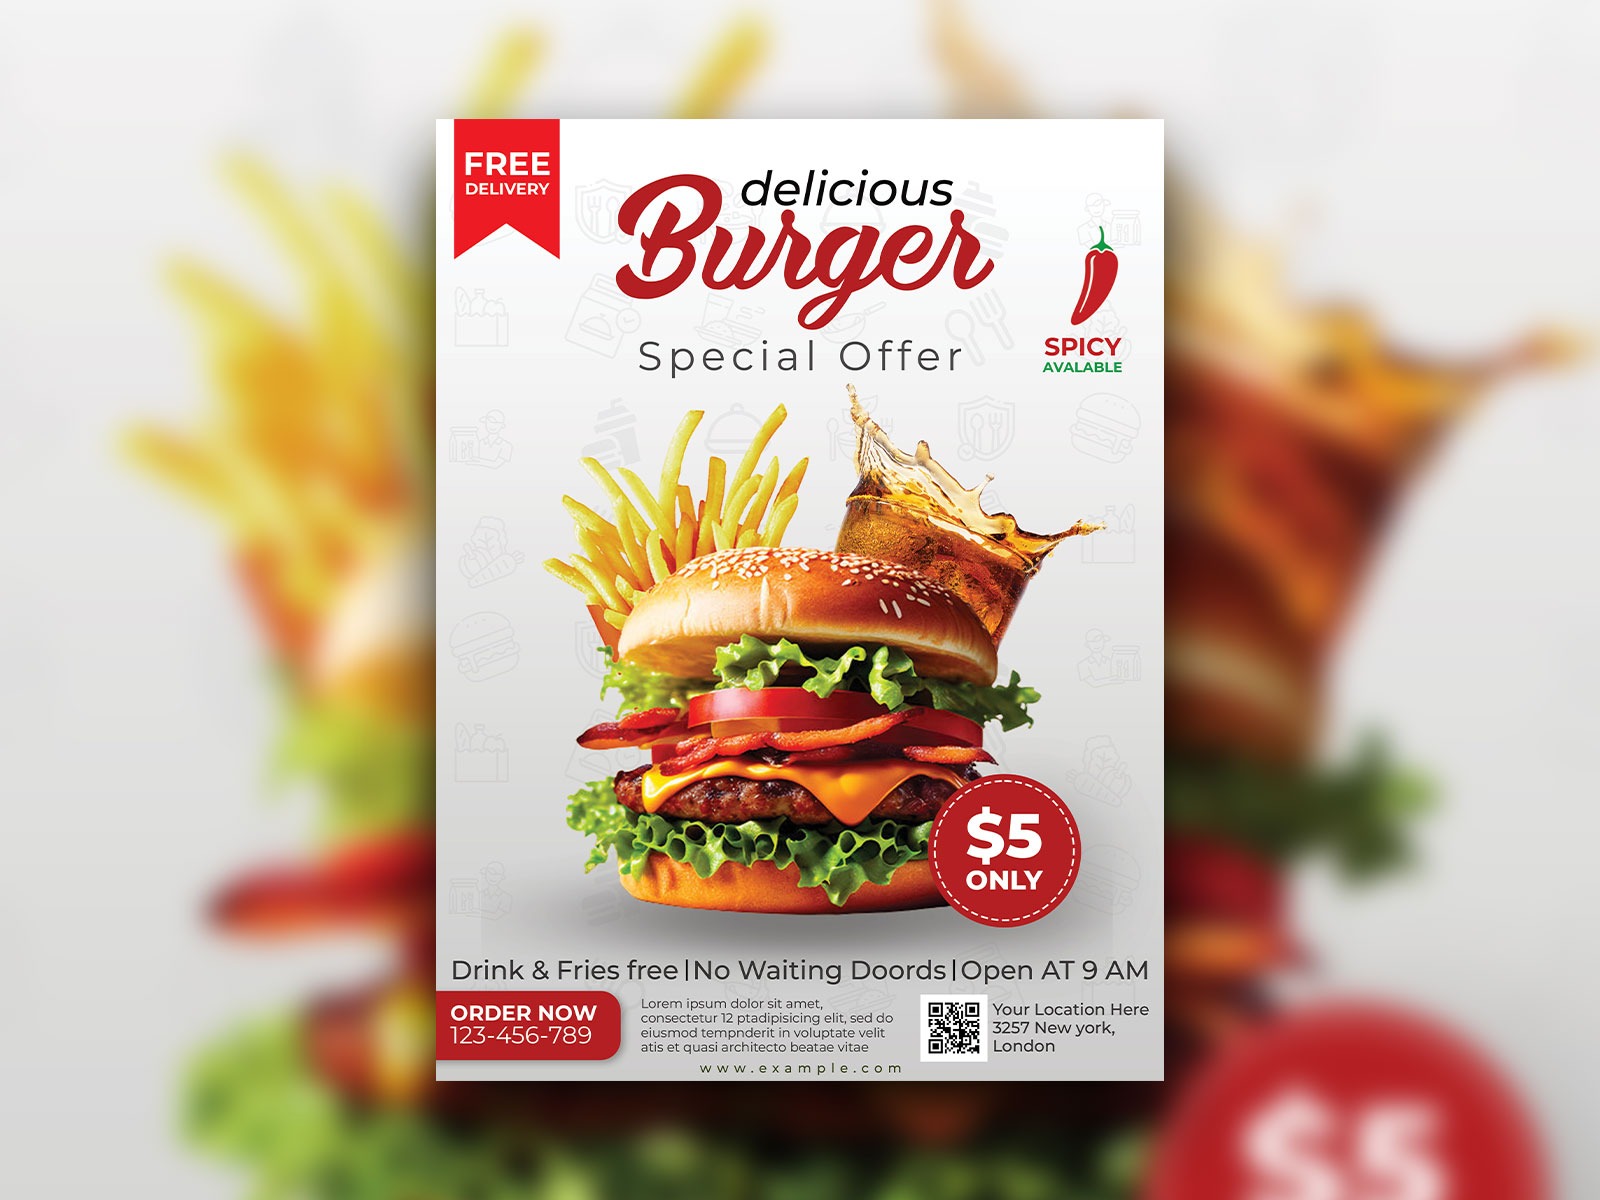 FREE
DELIVERY
delicious
Burger
Special Offer
SPICY
AVALABLE
$5
ONLY
Drink & Fries free|No Waiting Doords|Open AT 9 AM
ORDER NOW
123-456-789
Lorem ipsum dolor sit amet,
consectetur 12 ptadipisicing elit, sed do
eiusmod tempnderit in voluptate velit
atis et quasi architecto beatae vitae
Your Location Here
3257 New york,
London
www.example.com
$5